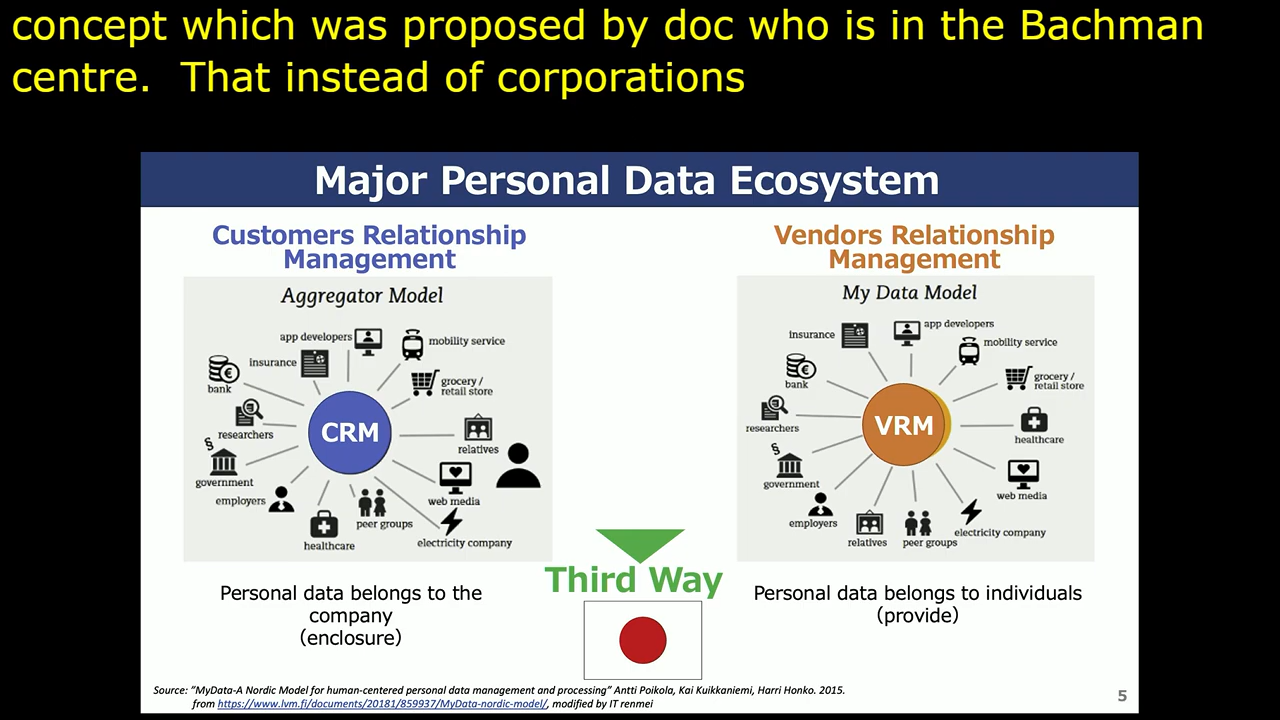 concept which was proposed by doc who is in the Bachman
centre.  That instead of corporations
Major Personal Data Ecosystem
Customers Relationship
Management
Aggregator Model
app developers
mobility service
insurance
bank
grocery /
retail store
researchers
CRM
relatives
§
government
employers
web media
peer groups
healthcare
electricity company
Personal data belongs to the
company
(enclosure)
Vendors Relationship
Management
My Data Model
insurance
app developers
mobility service
bank
grocery /
retail store
researchers
VRM
healthcare
§
government
web media
employers
relatives
peer groups
electricity company
Personal data belongs to individuals
(provide)
Third Way
Source: "MyData-A Nordic Model for human-centered personal data management and processing" Antti Poikola, Kai Kuikkaniemi, Harri Honko. 2015.
from https://www.lvm.fi/documents/20181/859937/MyData-nordic-model/, modified by IT renmei
5